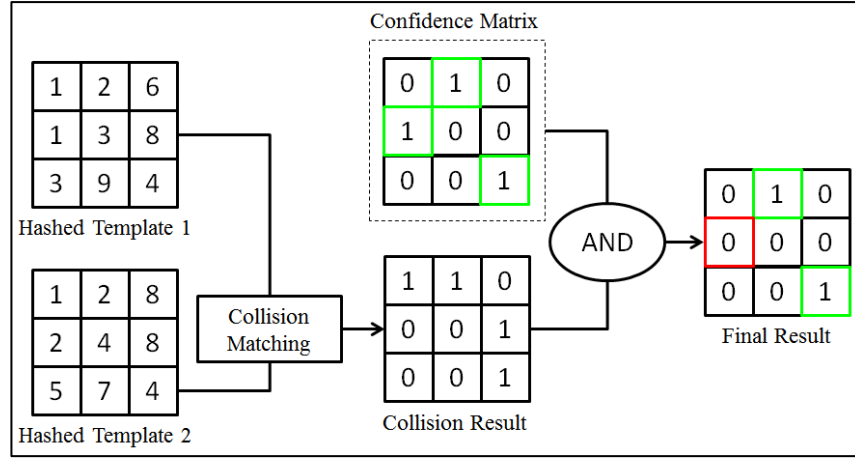 Confidence Matrix
0 1 0
1 0 0
0 0 1
1 2 6
1 3 8
3 9 4
Hashed Template 1
1 2 8
2 4 8
5 7 4
Hashed Template 2
Collision
Matching
1 1 0
0 0 1
0 0 1
Collision Result
AND
0 1 0
0 0 0
0 0 1
Final Result